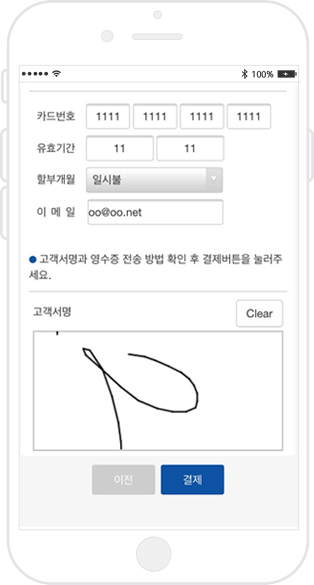 100%
카드번호 1111 1111 1111 1111
유효기간 11 11
할부개월 일시불
이 메 일 oo@oo.net
고객서명과 영수증 전송 방법 확인 후 결제버튼을 눌러주
세요.
고객서명 Clear
이전 결제